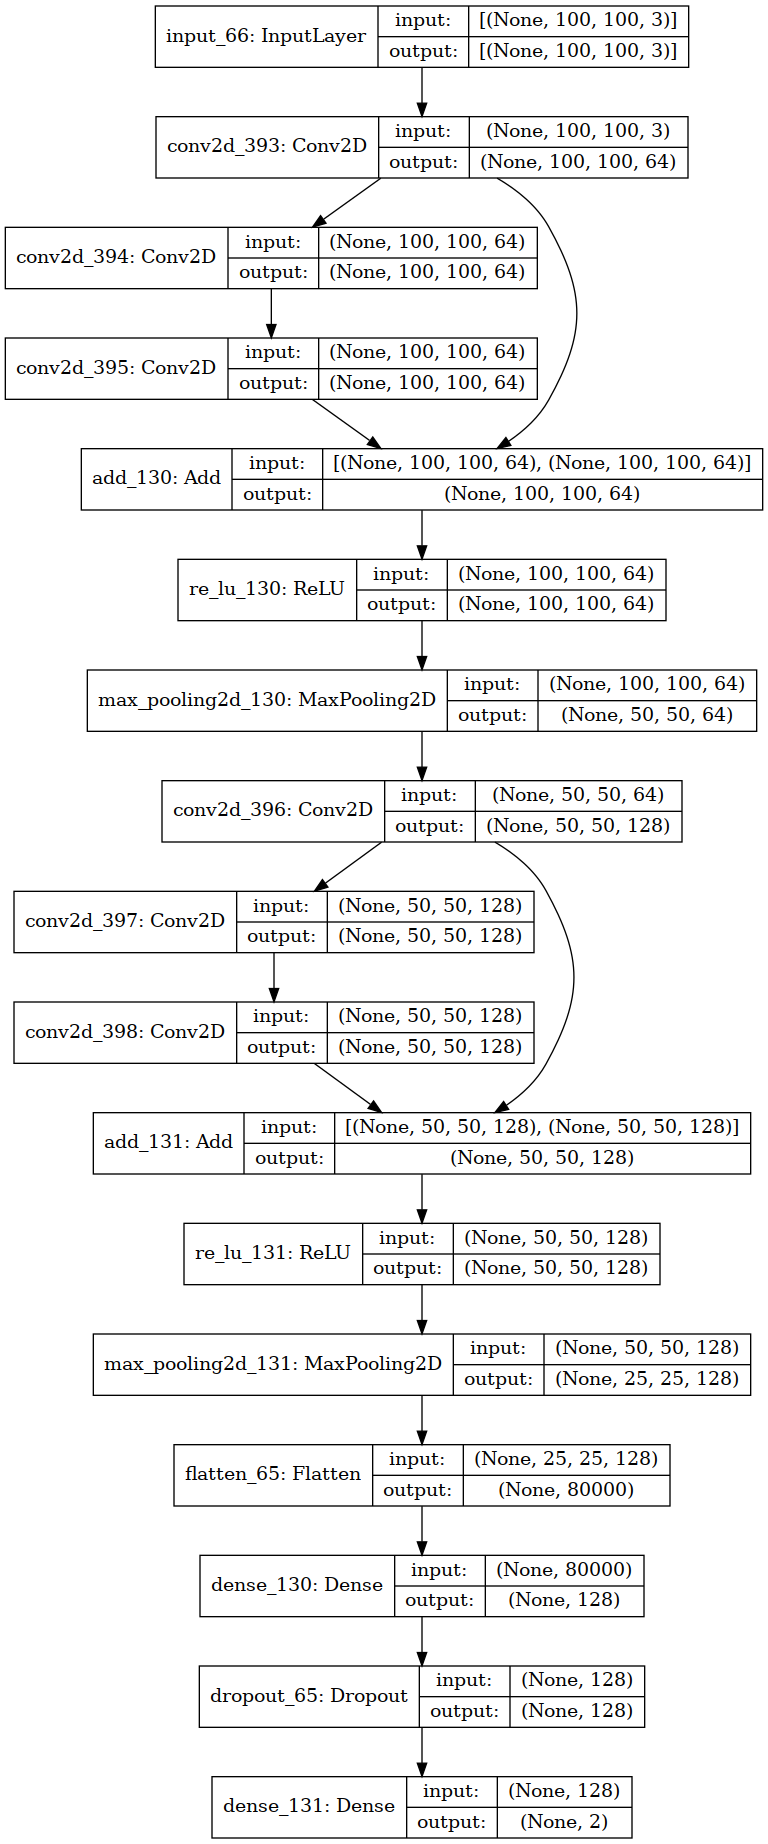 input_66: InputLayer
input: [(None, 100, 100, 3)]
output: [(None, 100, 100, 3)]
conv2d_393: Conv2D
input: (None, 100, 100, 3)
output: (None, 100, 100, 64)
conv2d_394: Conv2D
input: (None, 100, 100, 64)
output: (None, 100, 100, 64)
conv2d_395: Conv2D
input: (None, 100, 100, 64)
output: (None, 100, 100, 64)
add_130: Add
input: [(None, 100, 100, 64), (None, 100, 100, 64)]
output: (None, 100, 100, 64)
re_lu_130: ReLU
input: (None, 100, 100, 64)
output: (None, 100, 100, 64)
max_pooling2d_130: MaxPooling2D
input: (None, 100, 100, 64)
output: (None, 50, 50, 64)
conv2d_396: Conv2D
input: (None, 50, 50, 64)
output: (None, 50, 50, 128)
conv2d_397: Conv2D
input: (None, 50, 50, 128)
output: (None, 50, 50, 128)
conv2d_398: Conv2D
input: (None, 50, 50, 128)
output: (None, 50, 50, 128)
add_131: Add
input: [(None, 50, 50, 128), (None, 50, 50, 128)]
output: (None, 50, 50, 128)
re_lu_131: ReLU
input: (None, 50, 50, 128)
output: (None, 50, 50, 128)
max_pooling2d_131: MaxPooling2D
input: (None, 50, 50, 128)
output: (None, 25, 25, 128)
flatten_65: Flatten
input: (None, 25, 25, 128)
output: (None, 80000)
dense_130: Dense
input: (None, 80000)
output: (None, 128)
dropout_65: Dropout
input: (None, 128)
output: (None, 128)
dense_131: Dense
input: (None, 128)
output: (None, 2)